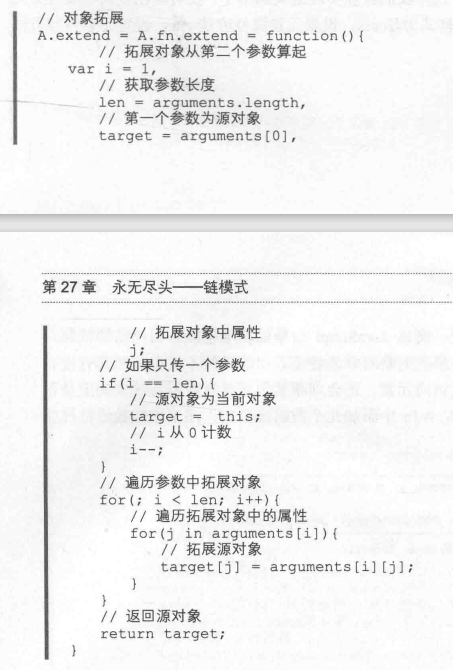 // 对象拓展
A.extend = A.fn.extend = function(){
// 拓展对象从第二个参数算起
var i = 1,
// 获取参数长度
len = arguments.length,
// 第一个参数为源对象
target = arguments[0],
第 27 章 永无尽头——链模式
// 拓展对象中属性
j;
// 如果只传一个参数
if(i == len){
// 源对象为当前对象
target = this;
// i 从 0 计数
i--;
}
// 遍历参数中拓展对象
for(; i < len; i++){
// 遍历拓展对象中的属性
for(j in arguments[i]){
// 拓展源对象
target[j] = arguments[i][j];
}
}
// 返回源对象
return target;
}